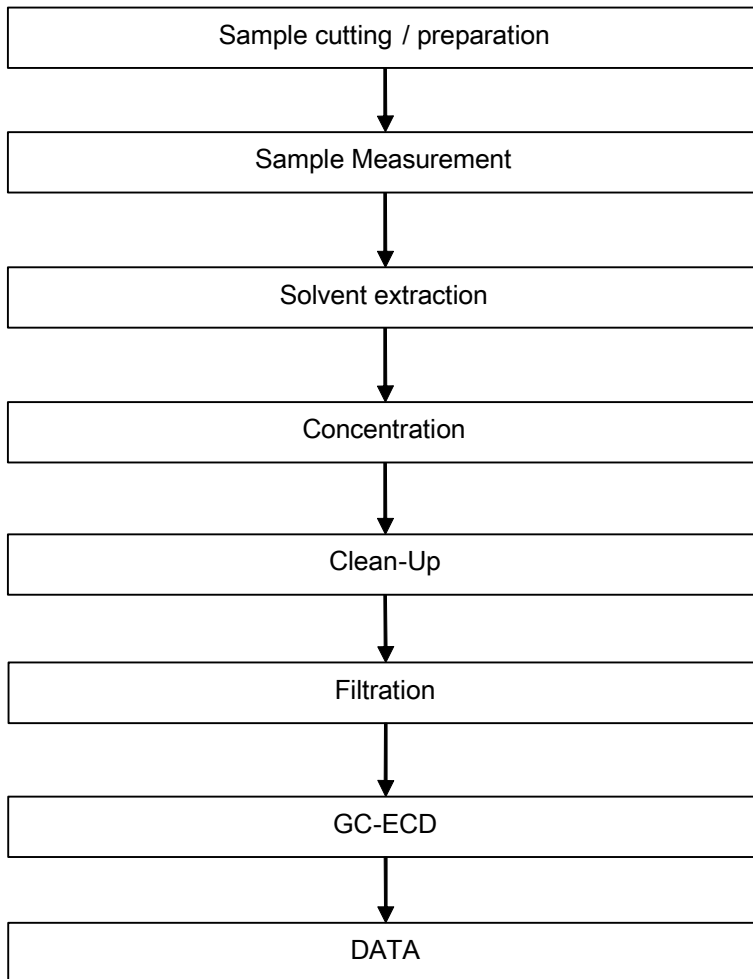 Sample cutting / preparation
Sample Measurement
Solvent extraction
Concentration
Clean-Up
Filtration
GC-ECD
DATA